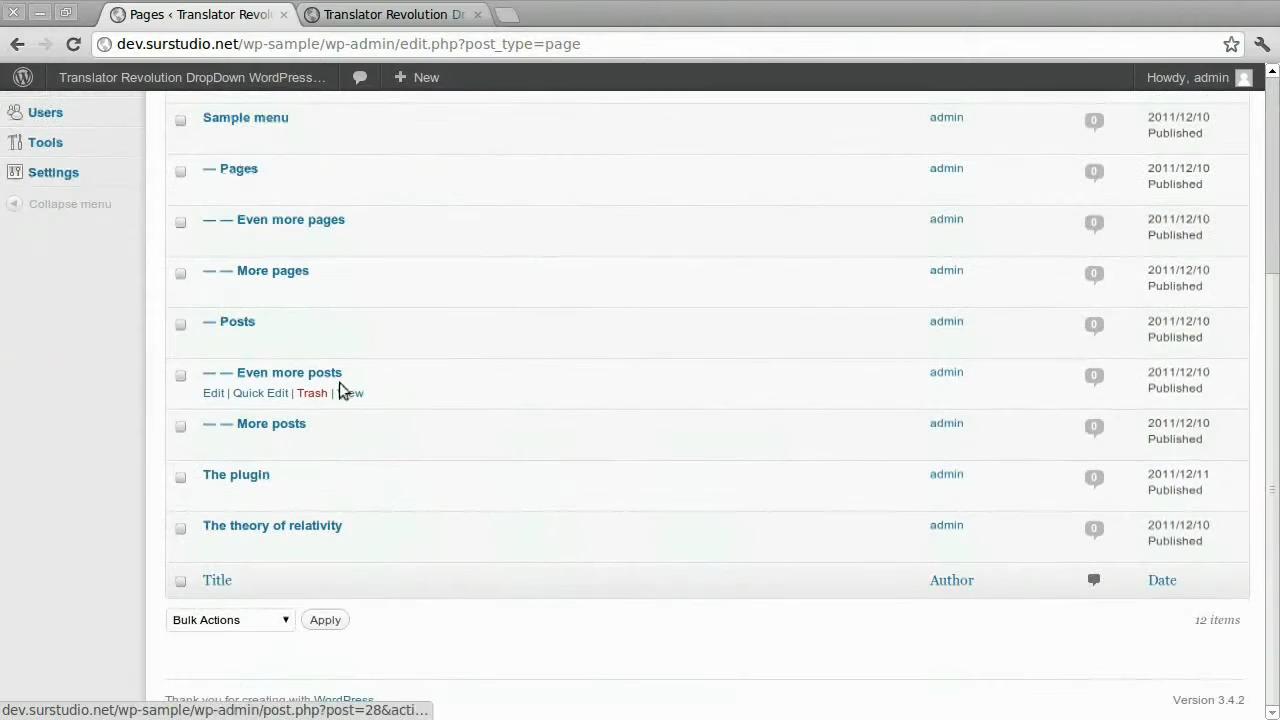 Pages ‹ Translator Revol
Translator Revolution Dr
dev.surstudio.net/wp-sample/wp-admin/edit.php?post_type=page
Translator Revolution DropDown WordPress… New Howdy, admin
Users
Tools
Settings
Collapse menu
Sample menu admin 0 2011/12/10
Published
— Pages admin 0 2011/12/10
Published
— — Even more pages admin 0 2011/12/10
Published
— — More pages admin 0 2011/12/10
Published
— Posts admin 0 2011/12/10
Published
— — Even more posts admin 0 2011/12/10
Edit | Quick Edit | Trash | Published
— — More posts admin 0 2011/12/10
Published
The plugin admin 0 2011/12/11
Published
The theory of relativity admin 0 2011/12/10
Published
Title Author Date
Bulk Actions Apply 12 items
Thank you for creating with WordPress. Version 3.4.2
dev.surstudio.net/wp-sample/wp-admin/post.php?post=28&acti...